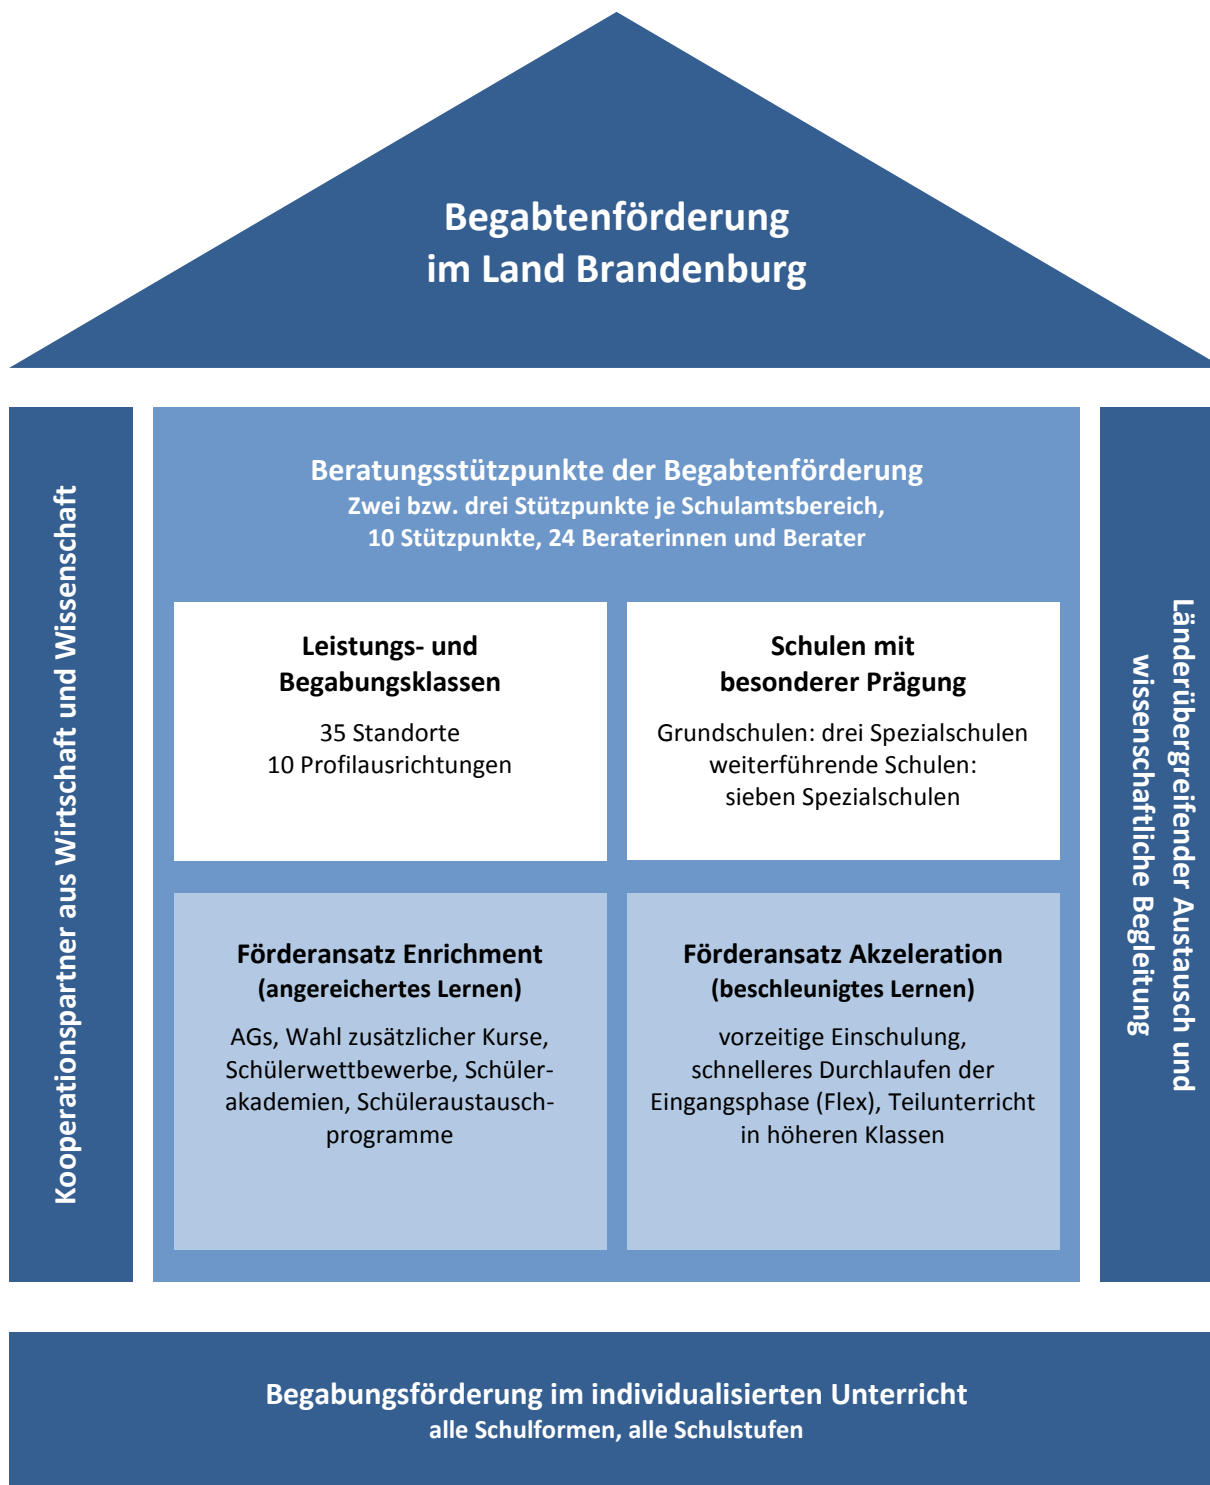 Begabtenförderung
im Land Brandenburg
Kooperationspartner aus Wirtschaft und Wissenschaft
Beratungsstützpunkte der Begabtenförderung
Zwei bzw. drei Stützpunkte je Schulamtsbereich,
10 Stützpunkte, 24 Beraterinnen und Berater
Leistungs- und
Begabungsklassen
35 Standorte
10 Profilausrichtungen
Schulen mit
besonderer Prägung
Grundschulen: drei Spezialschulen
weiterführende Schulen:
sieben Spezialschulen
Förderansatz Enrichment
(angereichertes Lernen)
AGs, Wahl zusätzlicher Kurse,
Schülerwettbewerbe, Schüler-
akademien, Schüleraustausch-
programme
Förderansatz Akzeleration
(beschleunigtes Lernen)
vorzeitige Einschulung,
schnelleres Durchlaufen der
Eingangsphase (Flex), Teilunterricht
in höheren Klassen
Länderübergreifender Austausch und
wissenschaftliche Begleitung
Begabungsförderung im individualisierten Unterricht
alle Schulformen, alle Schulstufen